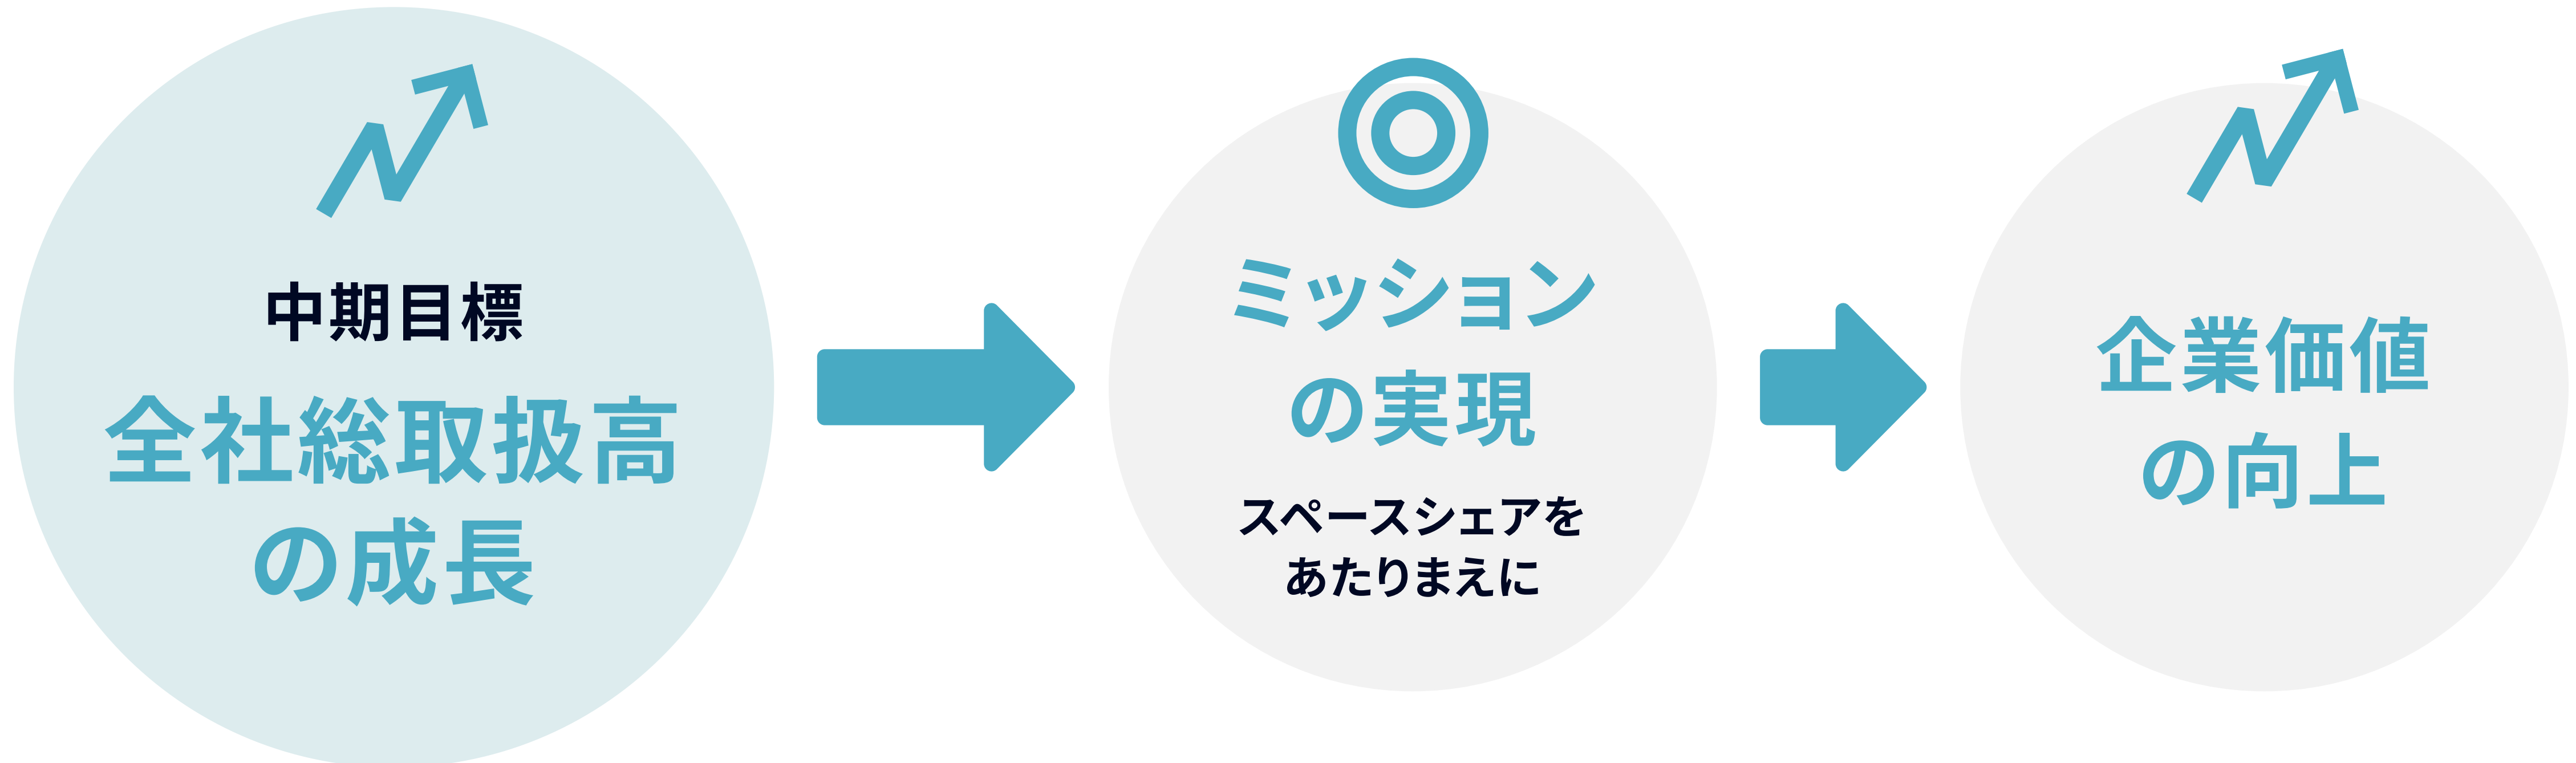 中期目標
全社総取扱高
の成長
ミッション
の実現
スペースシェアを
あたりまえに
企業価値
の向上